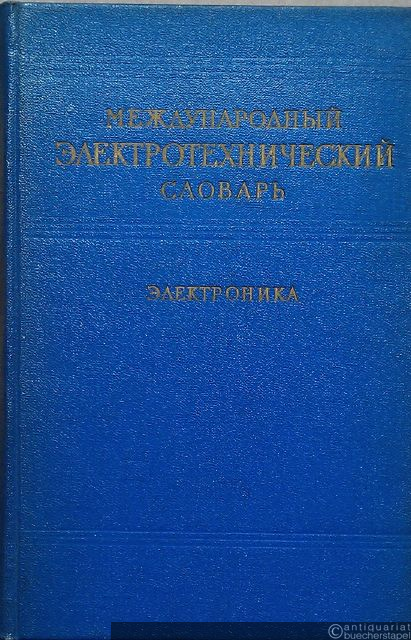 МЕЖДУНАРОДНЫЙ
ЭЛЕКТРОТЕХНИЧЕСКИЙ
СЛОВАРЬ
ЭЛЕКТРОНИКА
antiquariat
buecherstapel